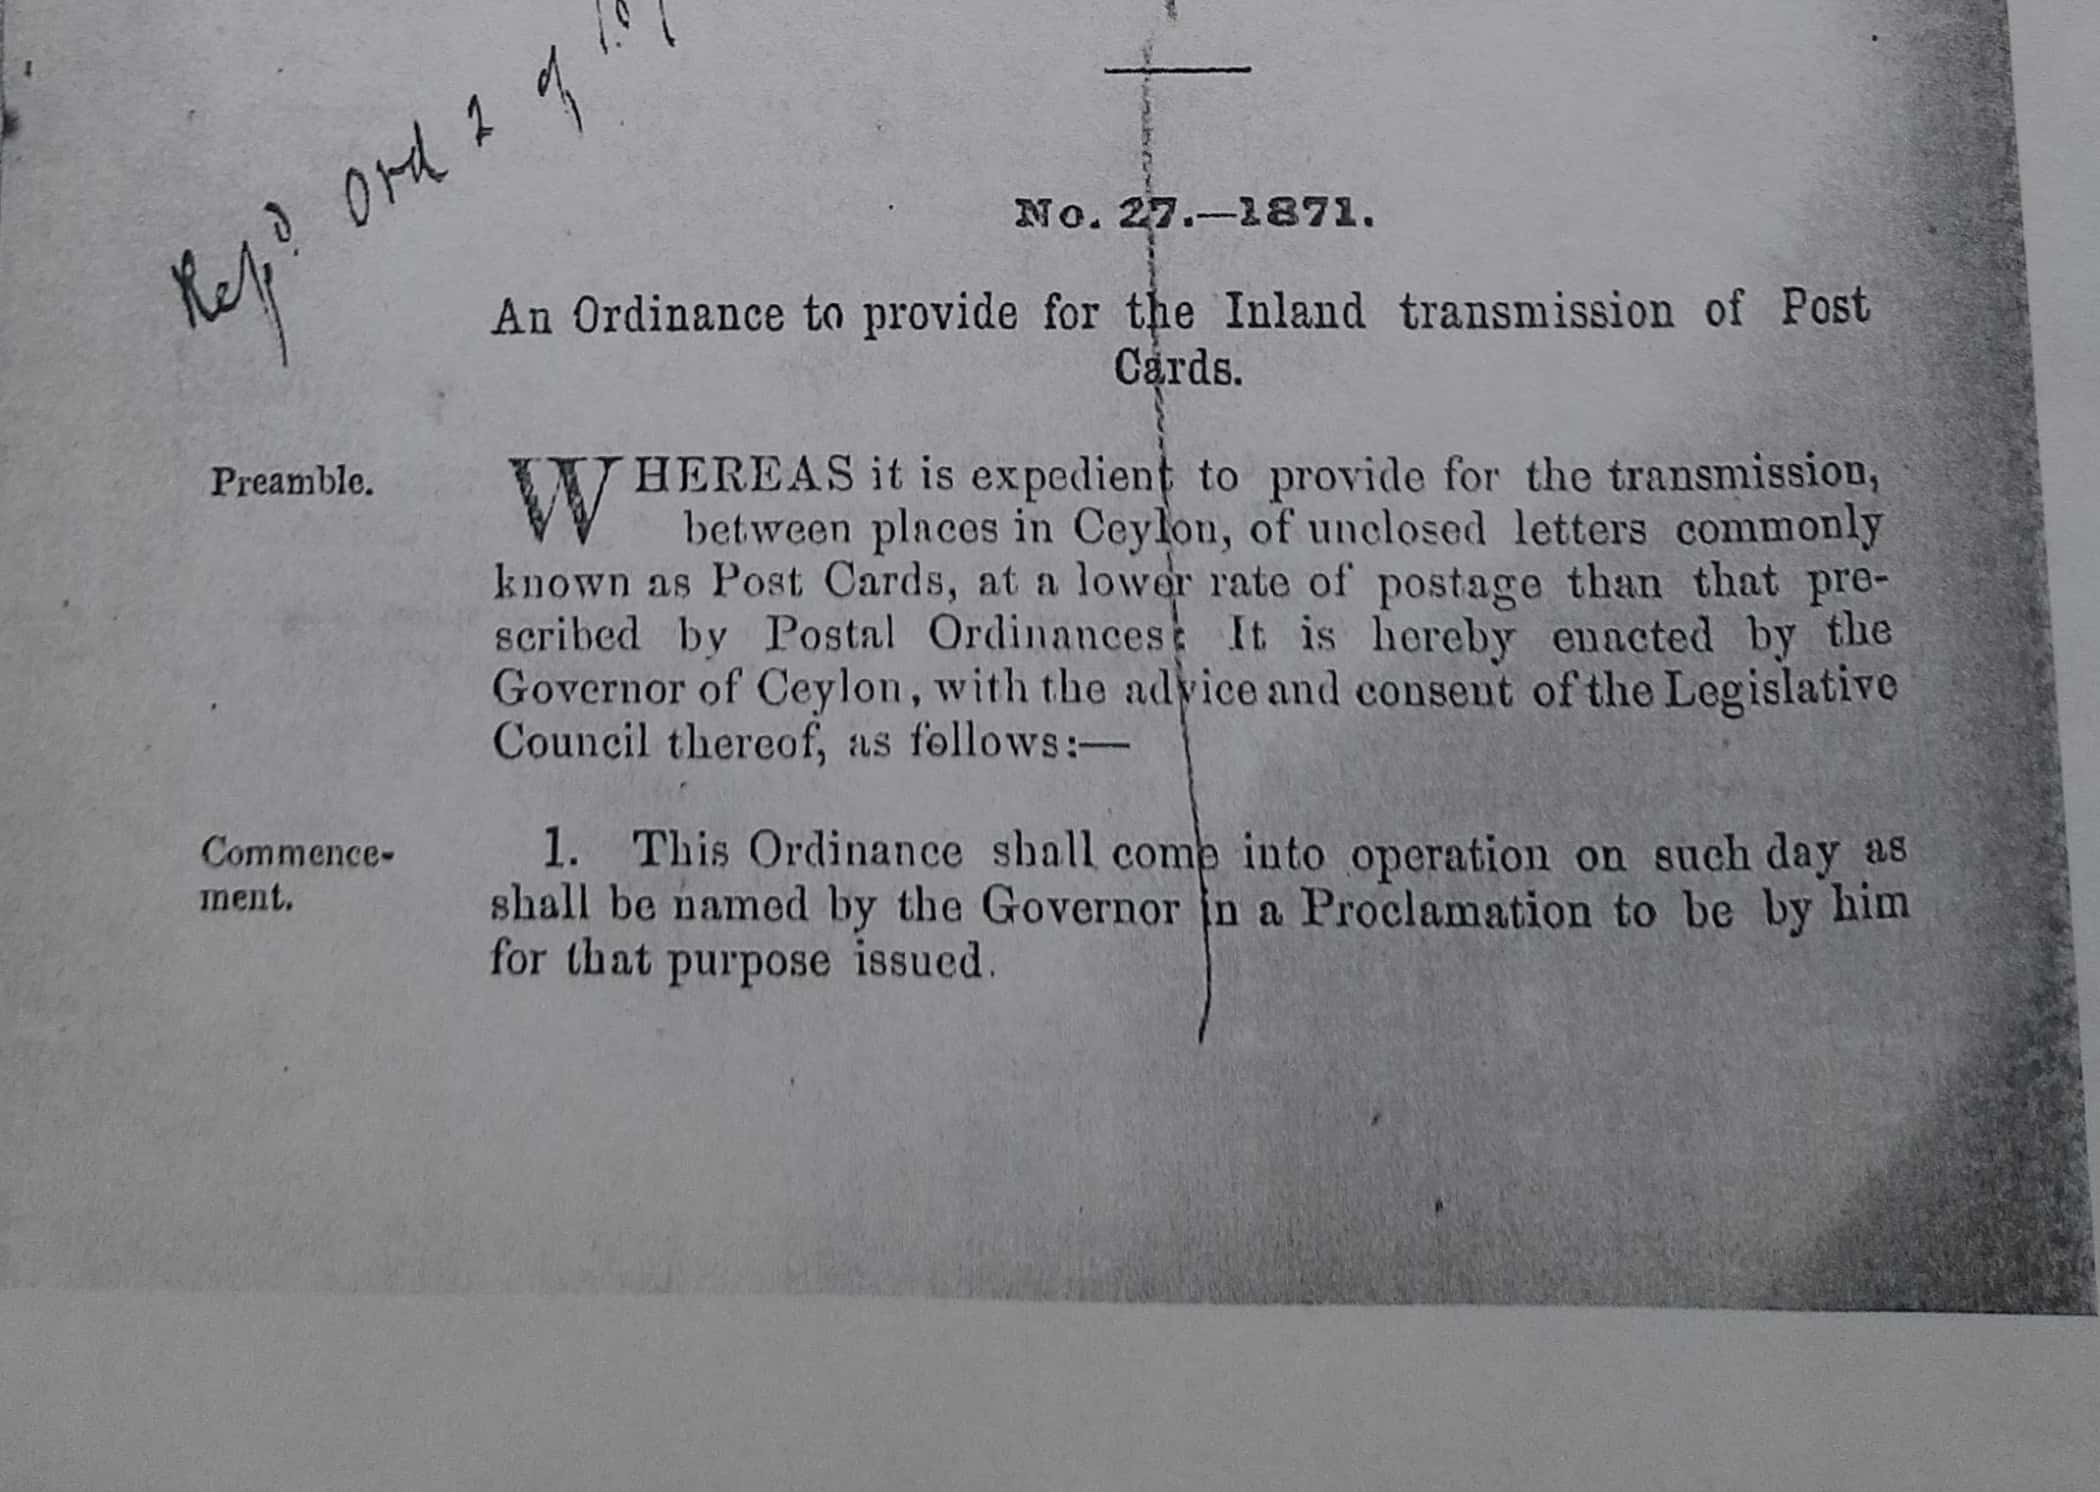 Repd. Ord 2 of
No. 27.—1871.
An Ordinance to provide for the Inland transmission of Post
Cards.
Preamble.
WHEREAS it is expedient to provide for the transmission,
between places in Ceylon, of unclosed letters commonly
known as Post Cards, at a lower rate of postage than that pre-
scribed by Postal Ordinances: It is hereby enacted by the
Governor of Ceylon, with the advice and consent of the Legislative
Council thereof, as follows:—
Commence-
ment.
1. This Ordinance shall come into operation on such day as
shall be named by the Governor in a Proclamation to be by him
for that purpose issued.